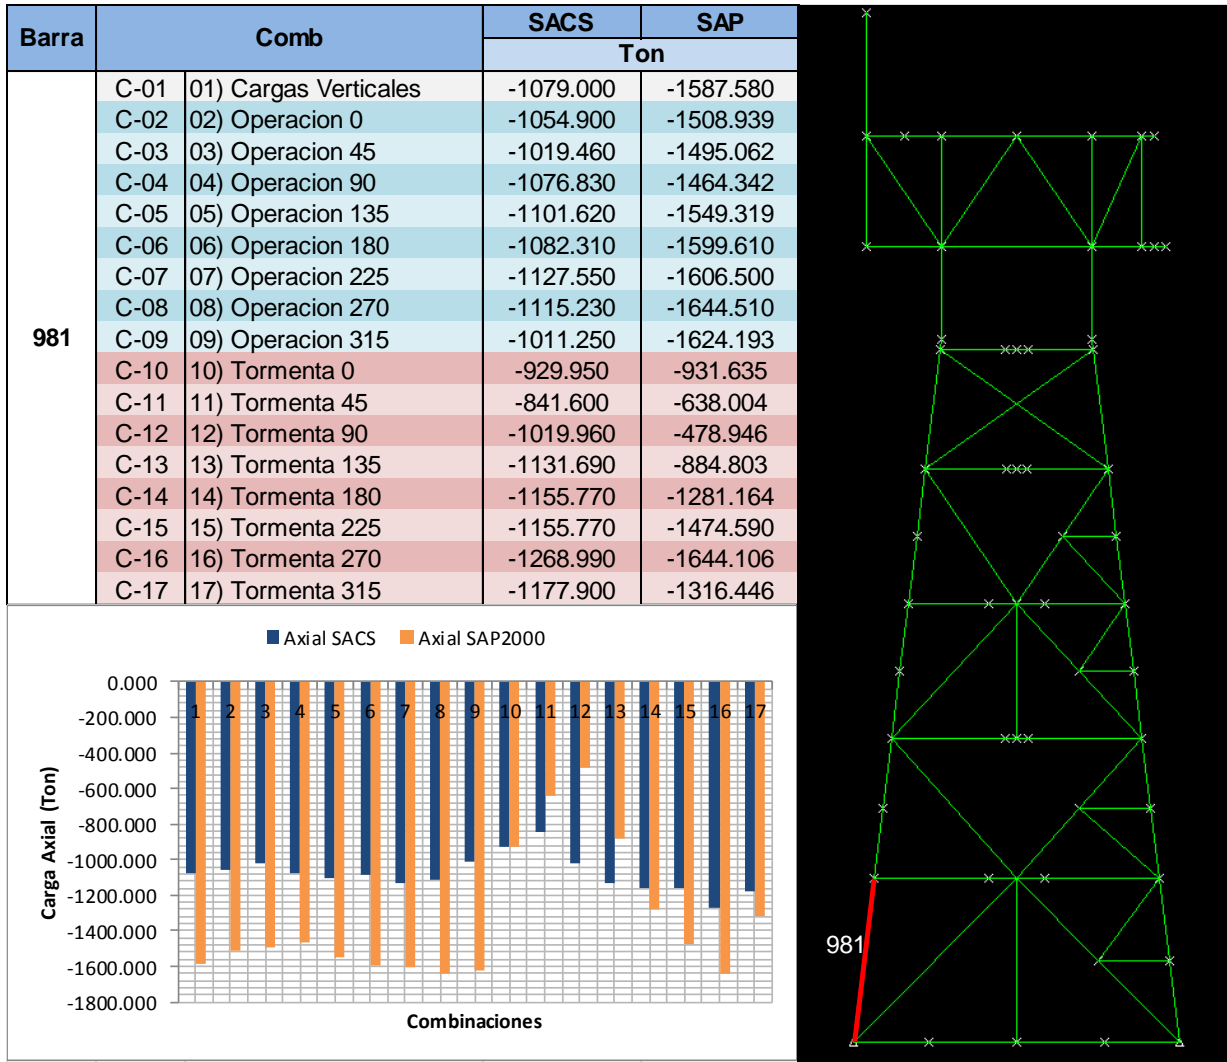 Barra Comb SACS SAP
Ton
981
C-01 01) Cargas Verticales -1079.000 -1587.580
C-02 02) Operacion 0 -1054.900 -1508.939
C-03 03) Operacion 45 -1019.460 -1495.062
C-04 04) Operacion 90 -1076.830 -1464.342
C-05 05) Operacion 135 -1101.620 -1549.319
C-06 06) Operacion 180 -1082.310 -1599.610
C-07 07) Operacion 225 -1127.550 -1606.500
C-08 08) Operacion 270 -1115.230 -1644.510
C-09 09) Operacion 315 -1011.250 -1624.193
C-10 10) Tormenta 0 -929.950 -931.635
C-11 11) Tormenta 45 -841.600 -638.004
C-12 12) Tormenta 90 -1019.960 -478.946
C-13 13) Tormenta 135 -1131.690 -884.803
C-14 14) Tormenta 180 -1155.770 -1281.164
C-15 15) Tormenta 225 -1155.770 -1474.590
C-16 16) Tormenta 270 -1268.990 -1644.106
C-17 17) Tormenta 315 -1177.900 -1316.446
Axial SACS Axial SAP2000
0.000
-200.000
-400.000
-600.000
-800.000
-1000.000
-1200.000
-1400.000
-1600.000
-1800.000
1 2 3 4 5 6 7 8 9 10 11 12 13 14 15 16 17
Carga Axial (Ton)
Combinaciones
981